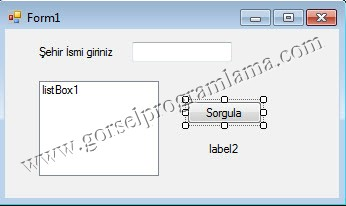 Form1
Şehir İsmi giriniz
listBox1
Sorgula
label2
www.gorselprogramlama.com